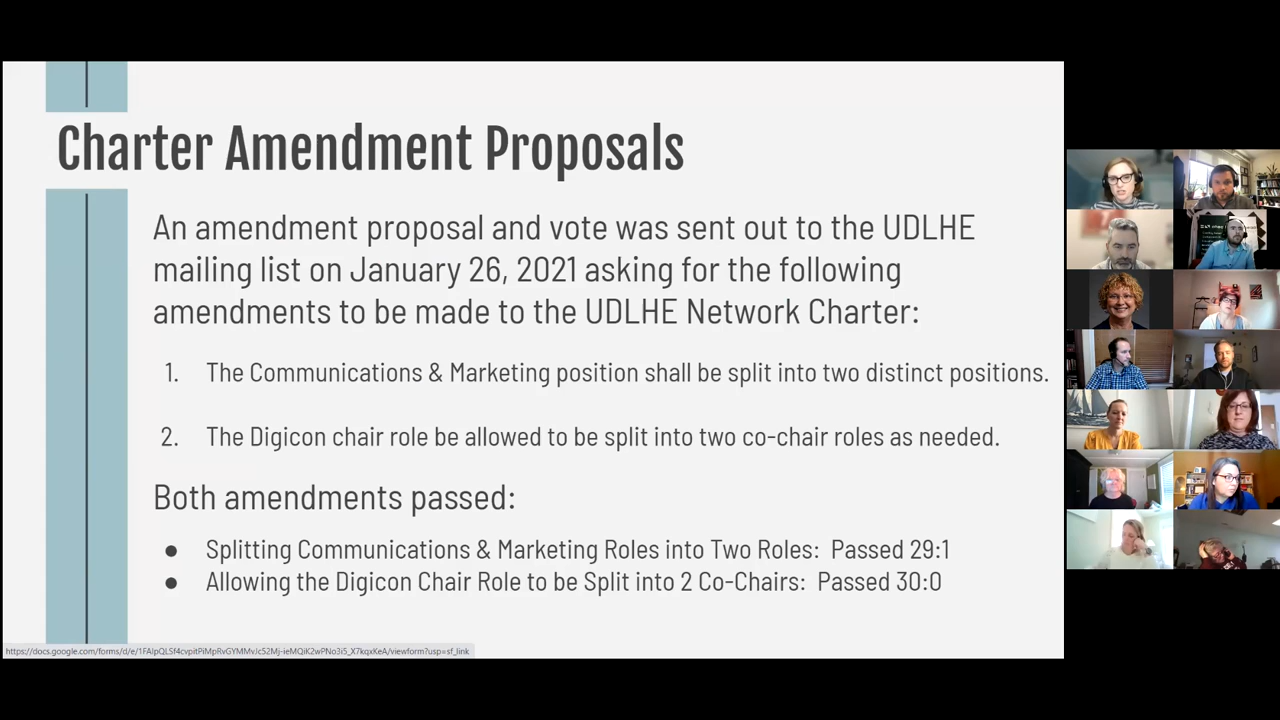 Charter Amendment Proposals
An amendment proposal and vote was sent out to the UDLHE
mailing list on January 26, 2021 asking for the following
amendments to be made to the UDLHE Network Charter:
1. The Communications & Marketing position shall be split into two distinct positions.
2. The Digicon chair role be allowed to be split into two co-chair roles as needed.
Both amendments passed:
● Splitting Communications & Marketing Roles into Two Roles: Passed 29:1
● Allowing the Digicon Chair Role to be Split into 2 Co-Chairs: Passed 30:0